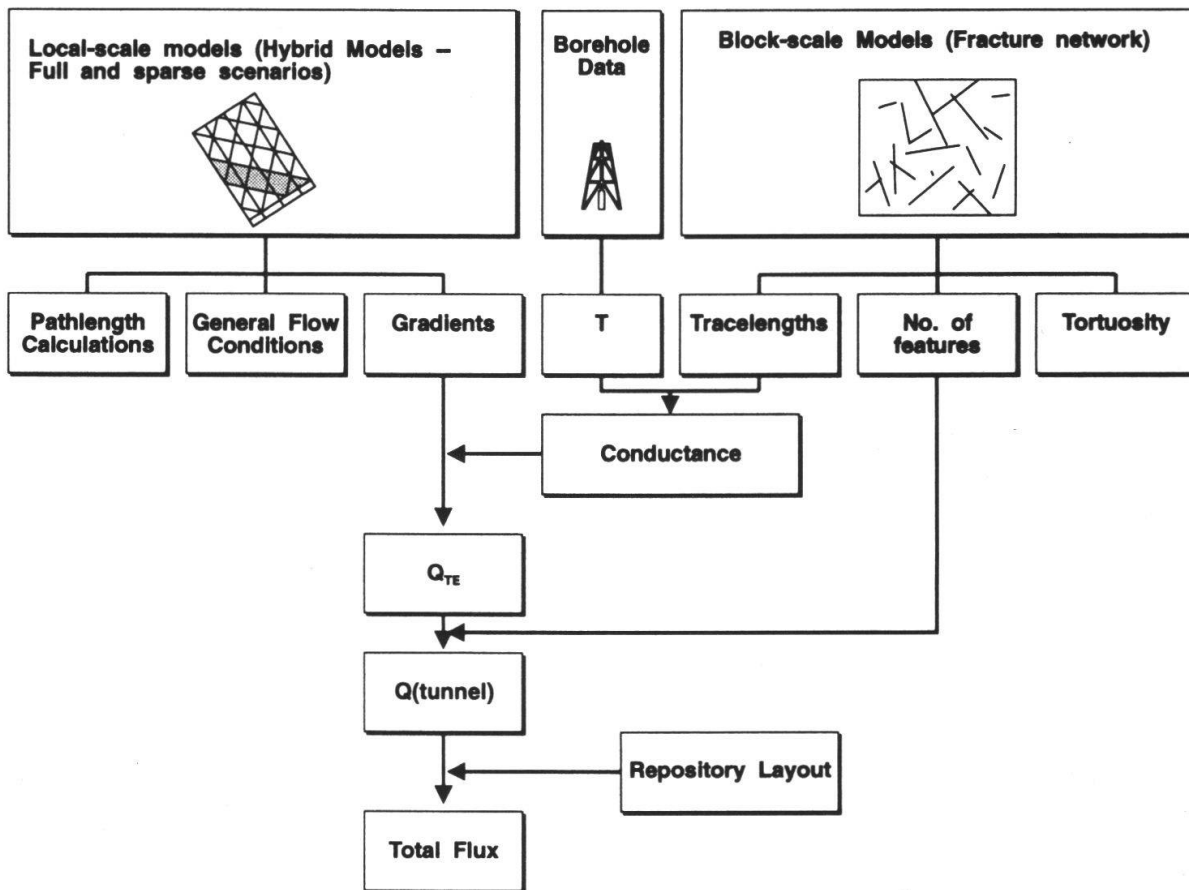 Local-scale models (Hybrid Models –
Full and sparse scenarios)
Borehole
Data
Block-scale Models (Fracture network)
Pathlength
Calculations
General Flow
Conditions
Gradients
T
Tracelengths
No. of
features
Tortuosity
Conductance
QTE
Q(tunnel)
Repository Layout
Total Flux